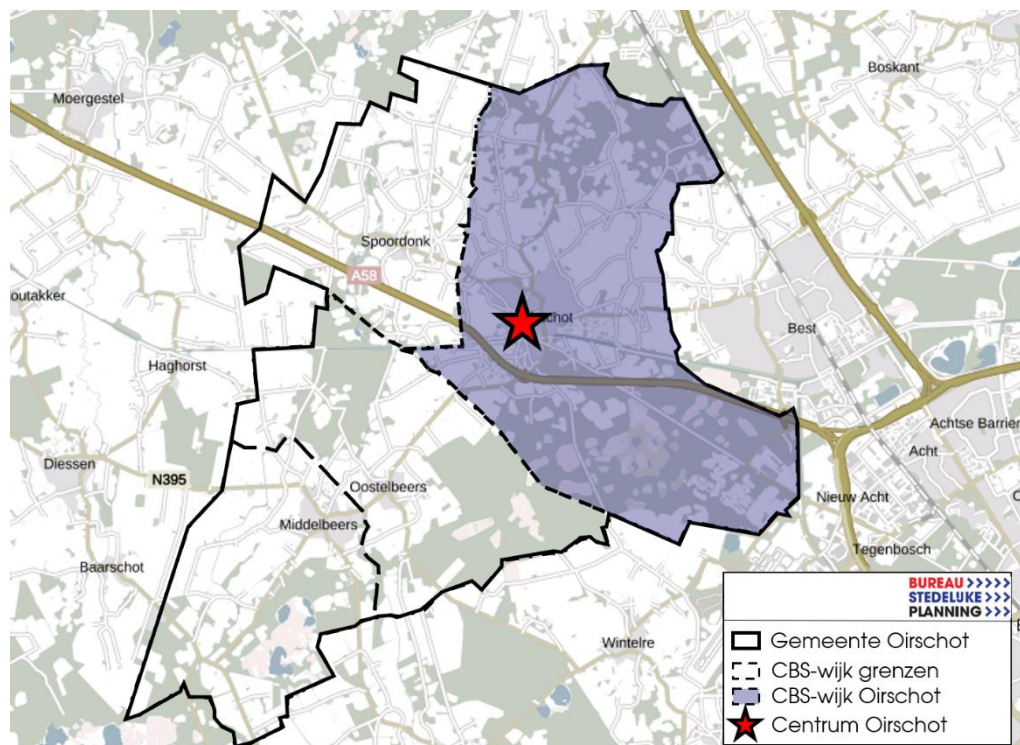 Boskant
Moergestel
Spoordonk
A58
outakker
schot
Best
Haghorst
Achtse Barrier
Acht
Diessen
N395
Oostelbeers
Nieuw Acht
Middelbeers
Tegenbosch
Baarschot
Wintelre
BUREAU >>>>>
STEDELIJKE >>>>
PLANNING >>>
Gemeente Oirschot
CBS-wijk grenzen
CBS-wijk Oirschot
Centrum Oirschot